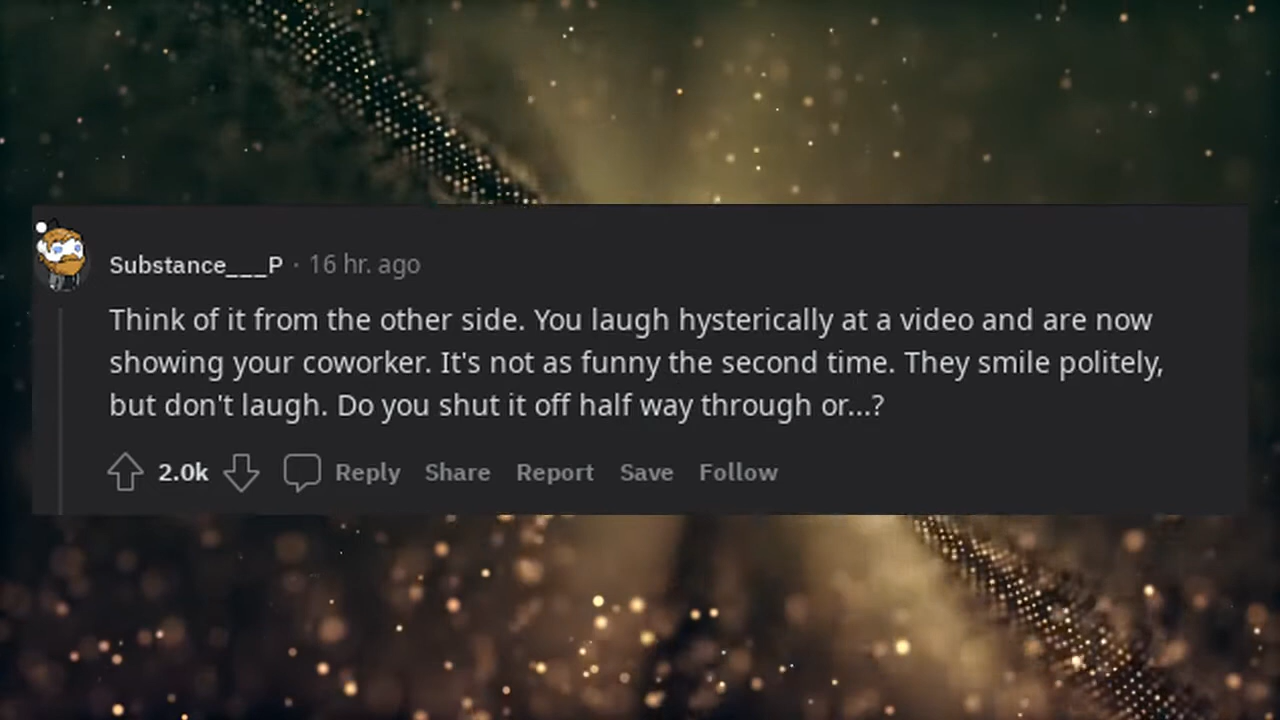 Substance___P · 16 hr. ago
Think of it from the other side. You laugh hysterically at a video and are now
showing your coworker. It's not as funny the second time. They smile politely,
but don't laugh. Do you shut it off half way through or...?
2.0k Reply Share Report Save Follow